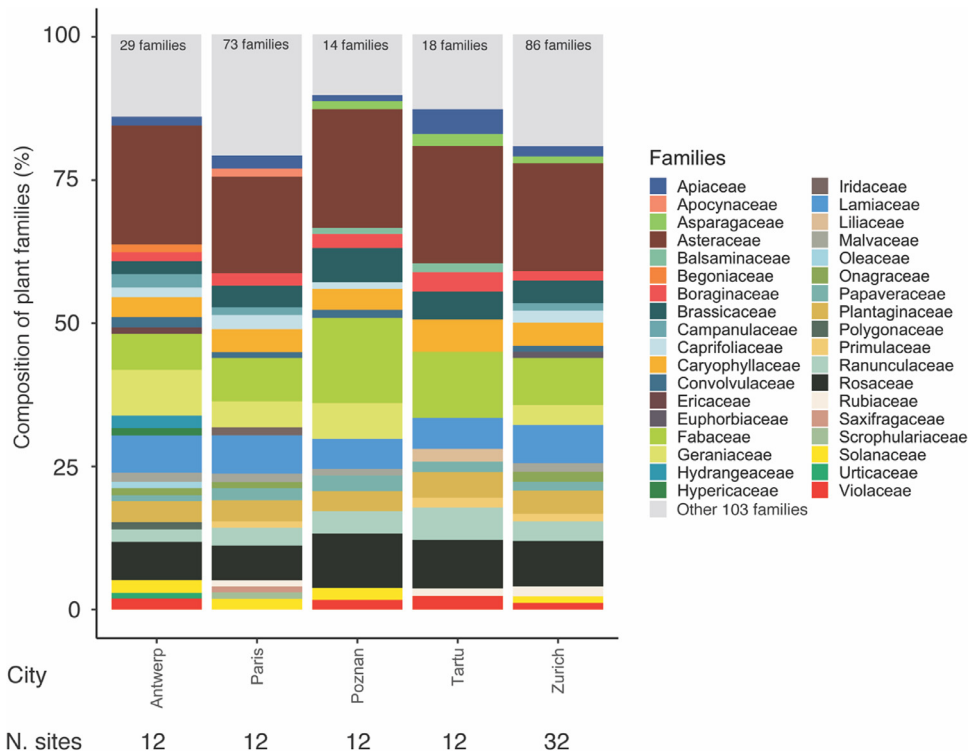 100
75
50
25
0
Composition of plant families (%)
29 families
73 families
14 families
18 families
86 families
Families
Apiaceae
Apocynaceae
Asparagaceae
Asteraceae
Balsaminaceae
Begoniaceae
Boraginaceae
Brassicaceae
Campanulaceae
Caprifoliaceae
Caryophyllaceae
Convolvulaceae
Ericaceae
Euphorbiaceae
Fabaceae
Geraniaceae
Hydrangeaceae
Hypericaceae
Other 103 families
Iridaceae
Lamiaceae
Liliaceae
Malvaceae
Oleaceae
Onagraceae
Papaveraceae
Plantaginaceae
Polygonaceae
Primulaceae
Ranunculaceae
Rosaceae
Rubiaceae
Saxifragaceae
Scrophulariaceae
Solanaceae
Urticaceae
Violaceae
City
Antwerp
Paris
Poznan
Tartu
Zurich
N. sites 12 12 12 12 32